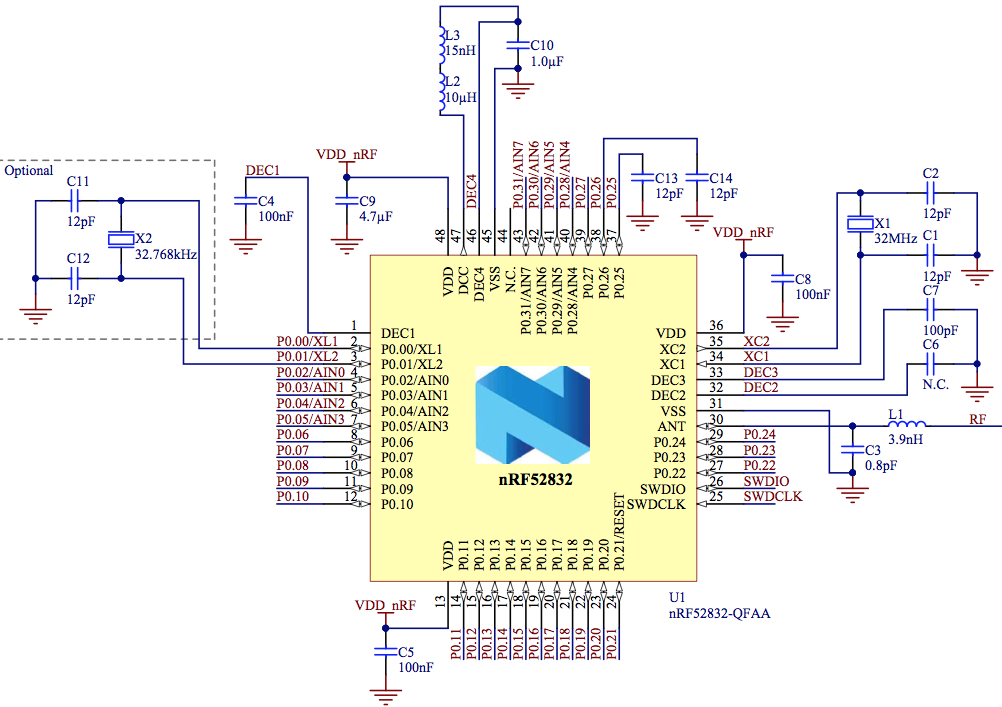 L3
15nH
L2
10µH
C10
1.0µF
VDD_nRF
Optional
DEC1
C11
12pF
X2
32.768kHz
C12
12pF
C4
100nF
C9
4.7µF
DEC4
P0.31/AIN7
P0.30/AIN6
P0.29/AIN5
P0.28/AIN4
P0.27
P0.26
P0.25
C13
12pF
C14
12pF
C2
12pF
X1
32MHz
C1
12pF
C7
100pF
C6
N.C.
VDD_nRF
C8
100nF
48
47
46
45
44
43
42
41
40
39
38
37
VDD
DCC
DEC4
VSS
N.C.
P0.31/AIN7
P0.30/AIN6
P0.29/AIN5
P0.28/AIN4
P0.27
P0.26
P0.25
1 DEC1
P0.00/XL1 2 P0.00/XL1
P0.01/XL2 3 P0.01/XL2
P0.02/AIN0 4 P0.02/AIN0
P0.03/AIN1 5 P0.03/AIN1
P0.04/AIN2 6 P0.04/AIN2
P0.05/AIN3 7 P0.05/AIN3
P0.06 8 P0.06
P0.07 9 P0.07
P0.08 10 P0.08
P0.09 11 P0.09
P0.10 12 P0.10
VDD 36
XC2 35 XC2
XC1 34 XC1
DEC3 33 DEC3
DEC2 32 DEC2
VSS 31
ANT 30
P0.24 29 P0.24
P0.23 28 P0.23
P0.22 27 P0.22
SWDIO 26 SWDIO
SWDCLK 25 SWDCLK
L1
3.9nH
RF
C3
0.8pF
nRF52832
VDD
P0.11
P0.12
P0.13
P0.14
P0.15
P0.16
P0.17
P0.18
P0.19
P0.20
P0.21/RESET
13
14
15
16
17
18
19
20
21
22
23
24
P0.11
P0.12
P0.13
P0.14
P0.15
P0.16
P0.17
P0.18
P0.19
P0.20
P0.21
U1
nRF52832-QFAA
VDD_nRF
C5
100nF